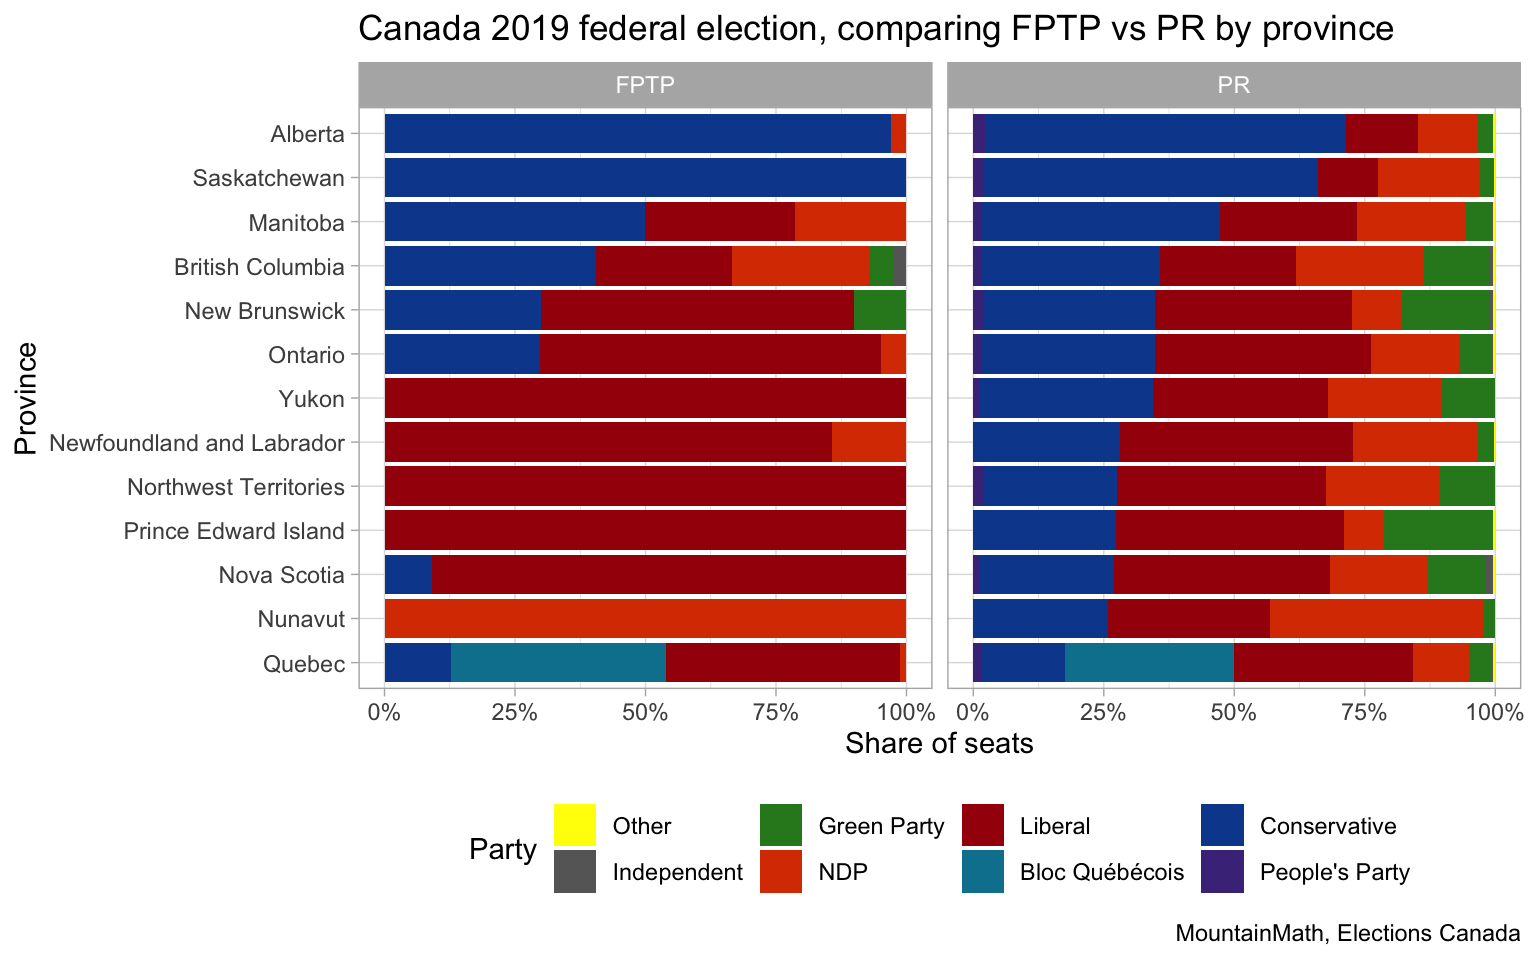 Canada 2019 federal election, comparing FPTP vs PR by province
FPTP
PR
Province
Alberta
Saskatchewan
Manitoba
British Columbia
New Brunswick
Ontario
Yukon
Newfoundland and Labrador
Northwest Territories
Prince Edward Island
Nova Scotia
Nunavut
Quebec
0% 25% 50% 75% 100% 0% 25% 50% 75% 100%
Share of seats
Party
Other Green Party Liberal Conservative
Independent NDP Bloc Québécois People's Party
MountainMath, Elections Canada